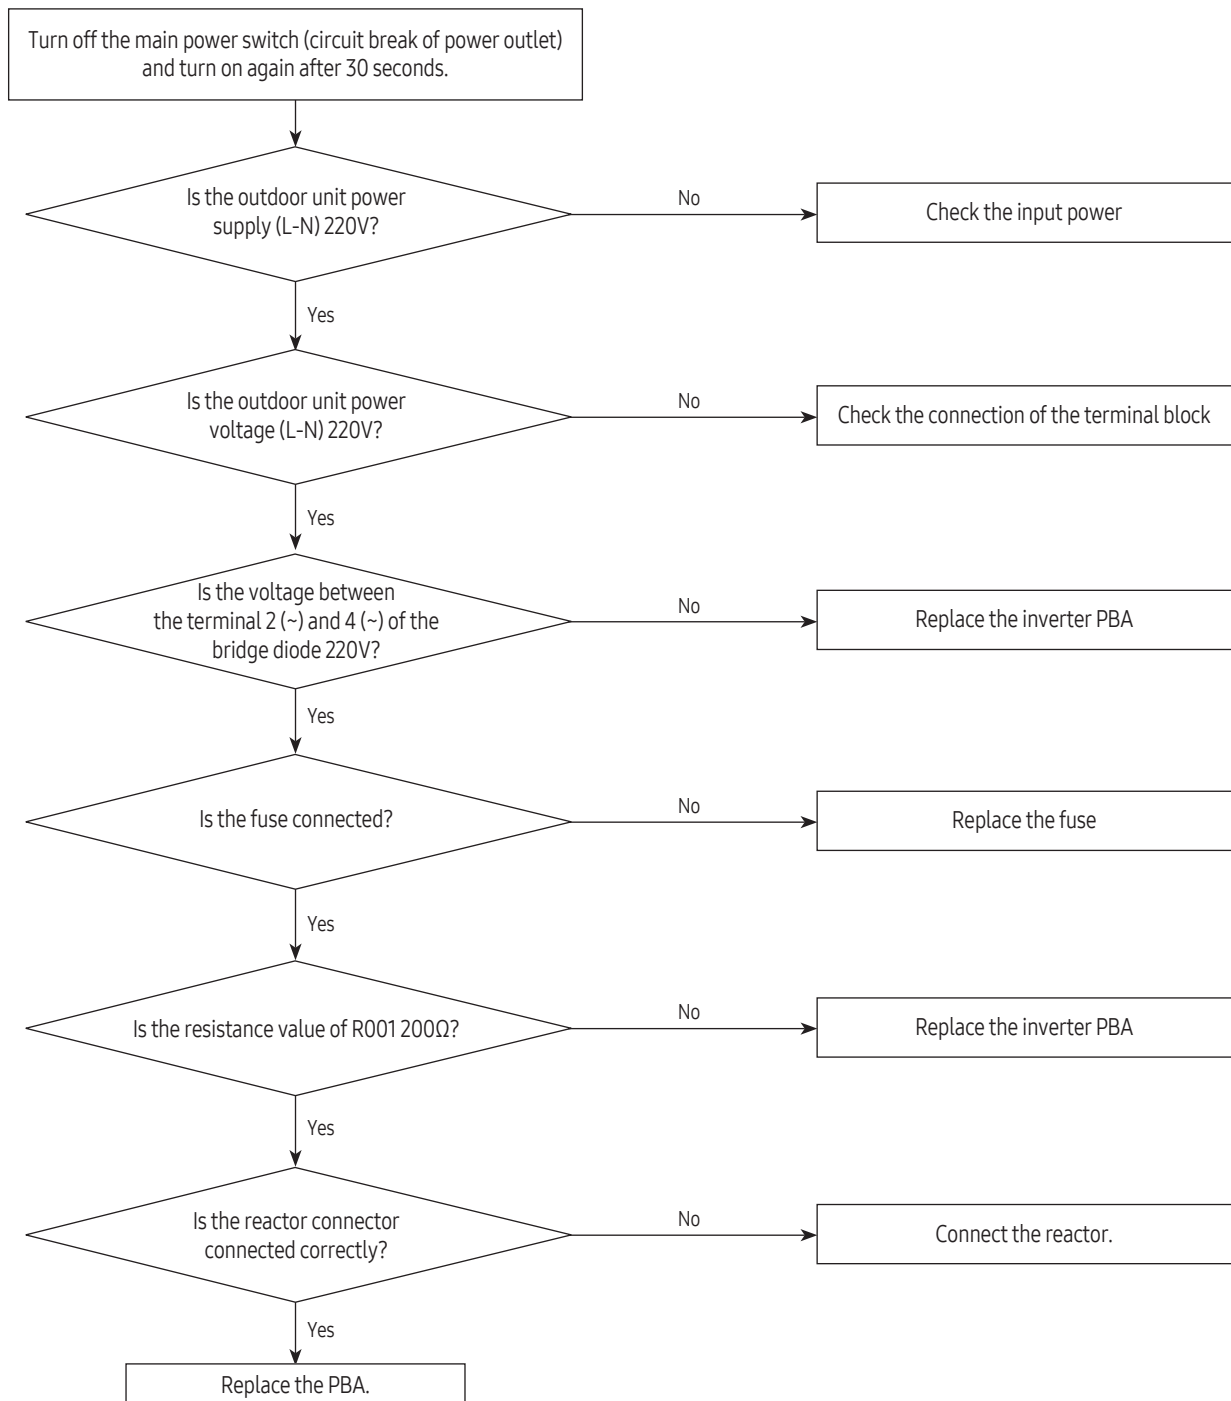 Turn off the main power switch (circuit break of power outlet)
and turn on again after 30 seconds.
Is the outdoor unit power
supply (L-N) 220V?
No
Check the input power
Yes
Is the outdoor unit power
voltage (L-N) 220V?
No
Check the connection of the terminal block
Yes
Is the voltage between
the terminal 2 (~) and 4 (~) of the
bridge diode 220V?
No
Replace the inverter PBA
Yes
Is the fuse connected?
No
Replace the fuse
Yes
Is the resistance value of R001 200Ω?
No
Replace the inverter PBA
Yes
Is the reactor connector
connected correctly?
No
Connect the reactor.
Yes
Replace the PBA.